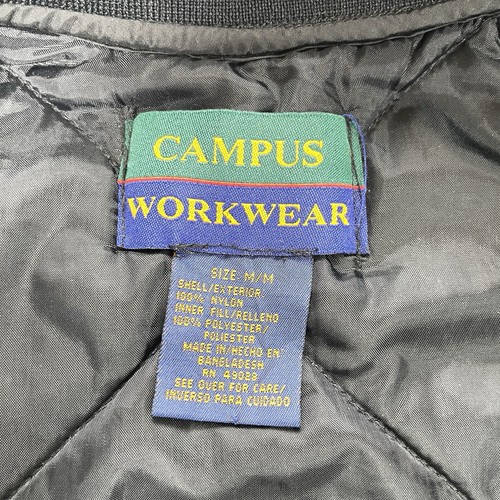 CAMPUS
WORKWEAR
SIZE M/M
SHELL/EXTERIOR:
100% NYLON
INNER FILL/RELLENO
100% POLYESTER/
POLIESTER
MADE IN/HECHO EN
BANGLADESH
RN 49088
SEE OVER FOR CARE/
INVERSO PARA CUIDADO